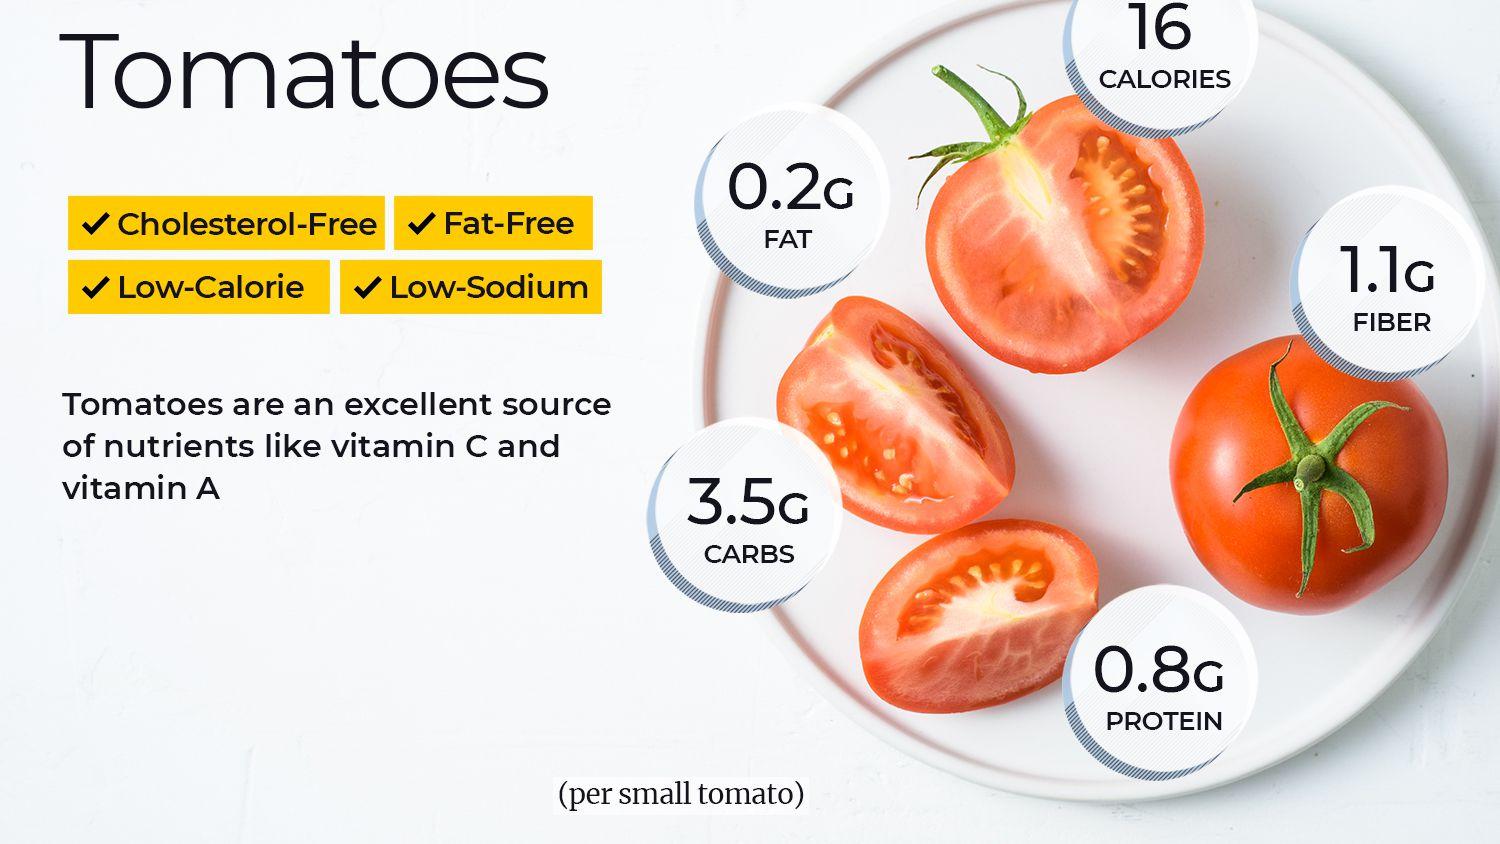 Tomatoes
✓ Cholesterol-Free ✓ Fat-Free
✓ Low-Calorie ✓ Low-Sodium
Tomatoes are an excellent source
of nutrients like vitamin C and
vitamin A
16
CALORIES
0.2G
FAT
1.1G
FIBER
3.5G
CARBS
0.8G
PROTEIN
(per small tomato)